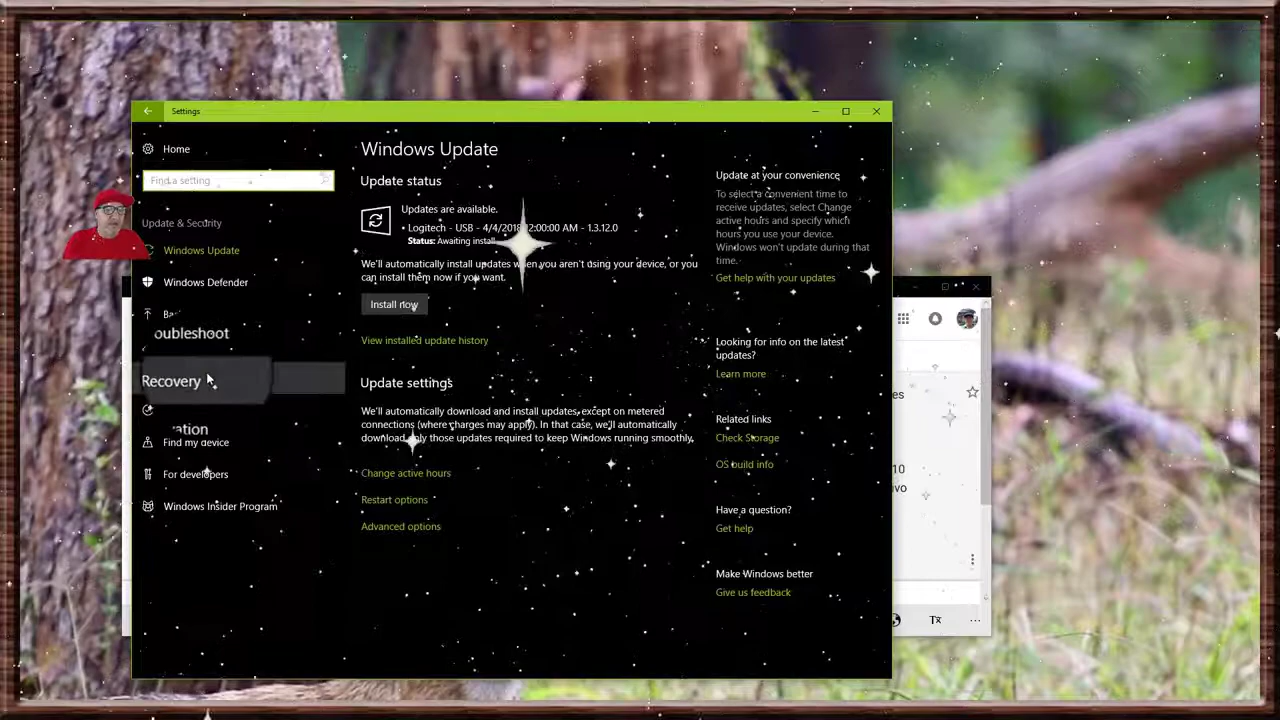 Settings
Home
Find a setting
Update & Security
Windows Update
Windows Defender
Ba
oubleshoot
Recovery
vation
Find my device
For developers
Windows Insider Program
Windows Update
Update status
Updates are available.
• Logitech - USB - 4/4/2018 12:00:00 AM - 1.3.12.0
Status: Awaiting install
We'll automatically install updates when you aren't using your device, or you
can install them now if you want.
Install now
View installed update history
Update settings
We'll automatically download and install updates, except on metered
connections (where charges may apply). In that case, we'll automatically
download only those updates required to keep Windows running smoothly.
Change active hours
Restart options
Advanced options
Update at your convenience
To select a convenient time to
receive updates, select Change
active hours and specify which
hours you use your device.
Windows won't update during that
time.
Get help with your updates
Looking for info on the latest
updates?
Learn more
Related links
Check Storage
OS build info
Have a question?
Get help
Make Windows better
Give us feedback
es
10
vo